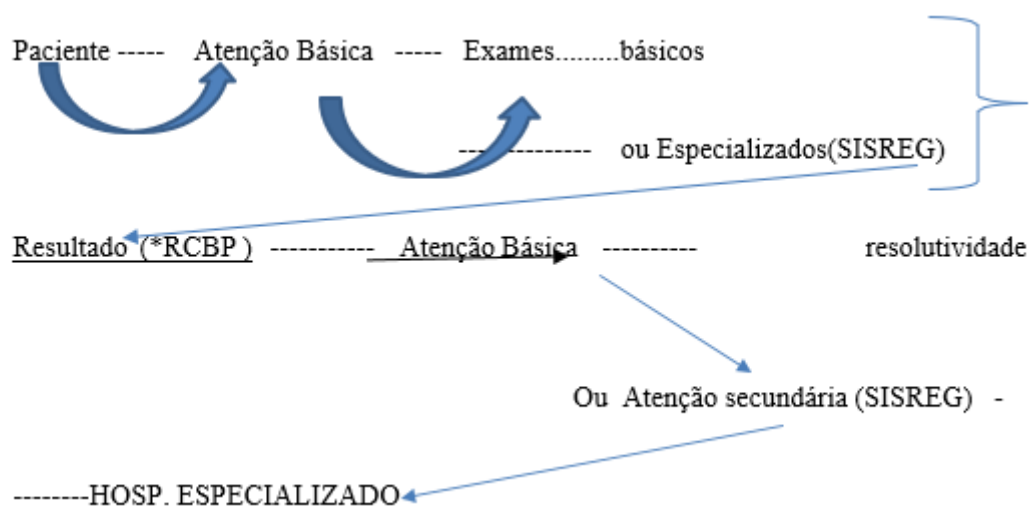 Paciente ----- Atenção Básica ----- Exames.........básicos
-------------- ou Especializados(SISREG)
Resultado (*RCBP ) ----------- Atenção Básica ---------- resolutividade
Ou Atenção secundária (SISREG) -
--------HOSP. ESPECIALIZADO